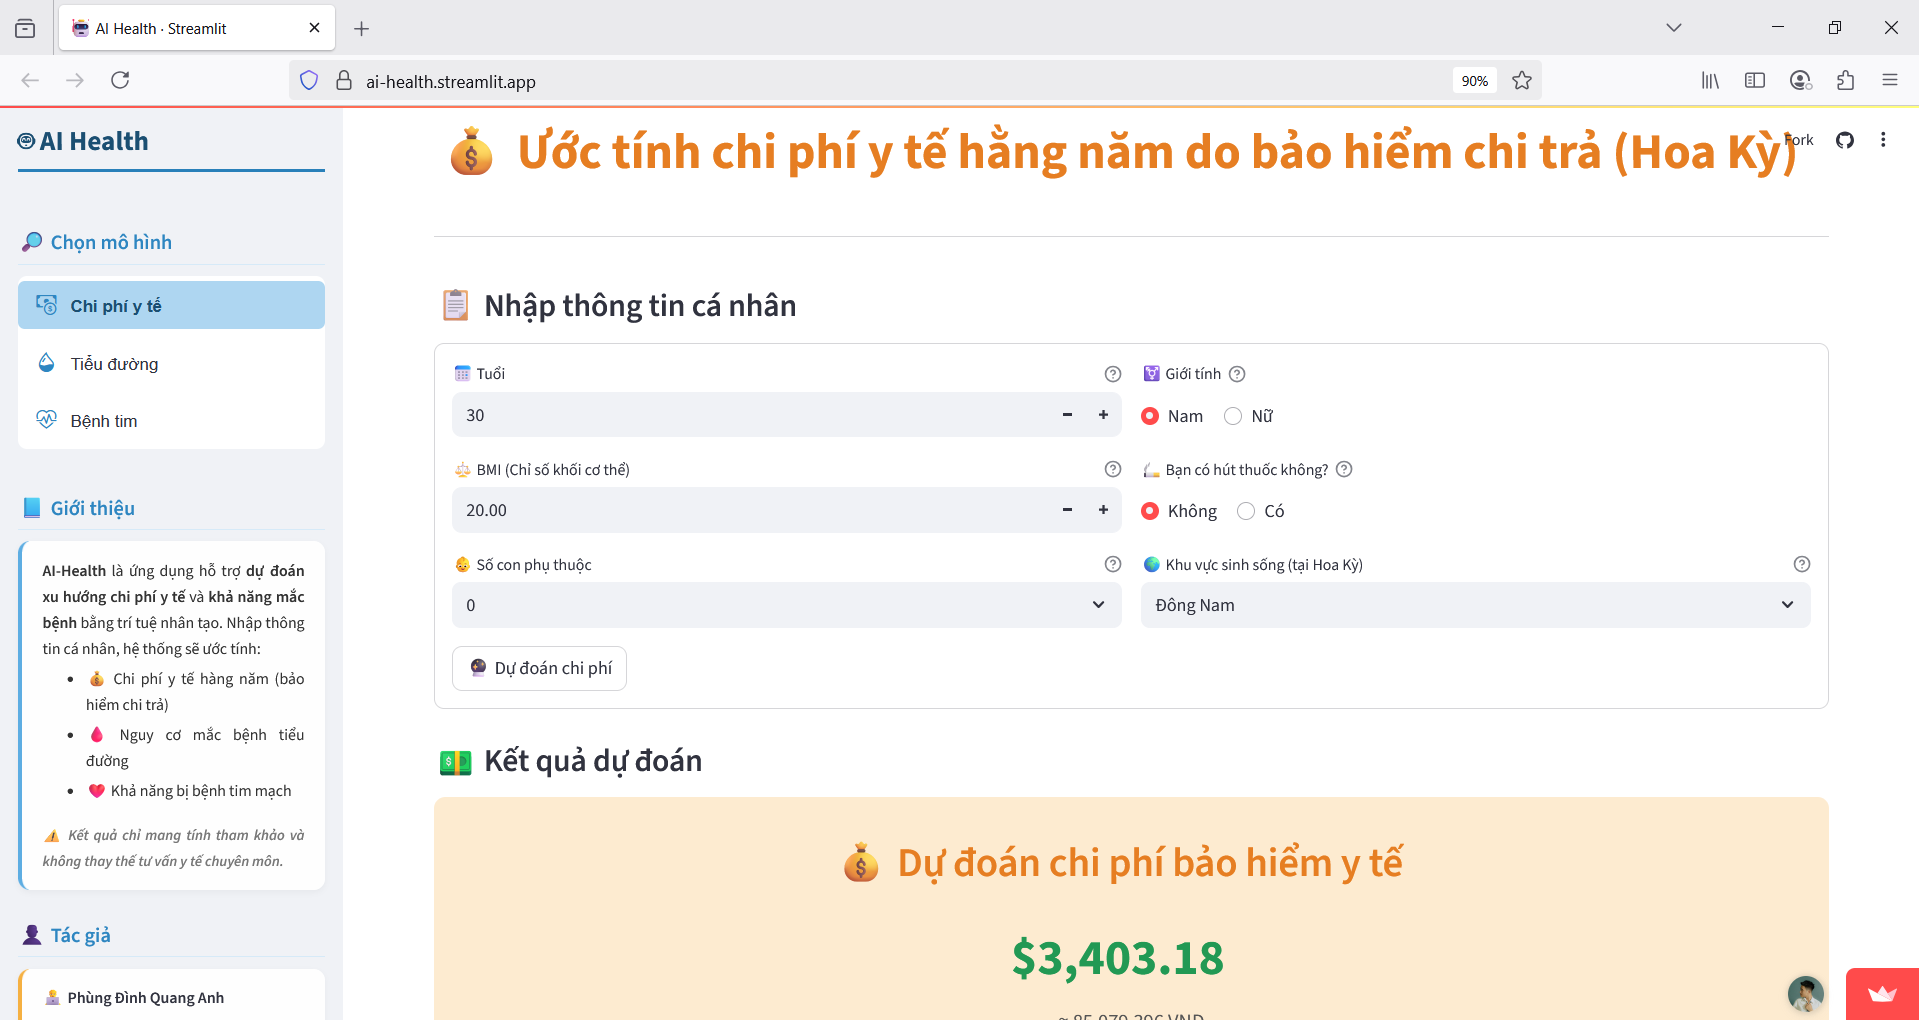 AI Health · Streamlit
ai-health.streamlit.app
90%
AI Health
Chọn mô hình
Chi phí y tế
Tiểu đường
Bệnh tim
Giới thiệu
AI-Health là ứng dụng hỗ trợ dự đoán
xu hướng chi phí y tế và khả năng mắc
bệnh bằng trí tuệ nhân tạo. Nhập thông
tin cá nhân, hệ thống sẽ ước tính:
Chi phí y tế hàng năm (bảo
hiểm chi trả)
Nguy cơ mắc bệnh tiểu
đường
Khả năng bị bệnh tim mạch
Kết quả chỉ mang tính tham khảo và
không thay thế tư vấn y tế chuyên môn.
Tác giả
Phùng Đình Quang Anh
Fork
Ước tính chi phí y tế hằng năm do bảo hiểm chi trả (Hoa Kỳ)
Nhập thông tin cá nhân
Tuổi
30
Giới tính
Nam
Nữ
BMI (Chỉ số khối cơ thể)
20.00
Bạn có hút thuốc không?
Không
Có
Số con phụ thuộc
0
Khu vực sinh sống (tại Hoa Kỳ)
Đông Nam
Dự đoán chi phí
Kết quả dự đoán
Dự đoán chi phí bảo hiểm y tế
$3,403.18